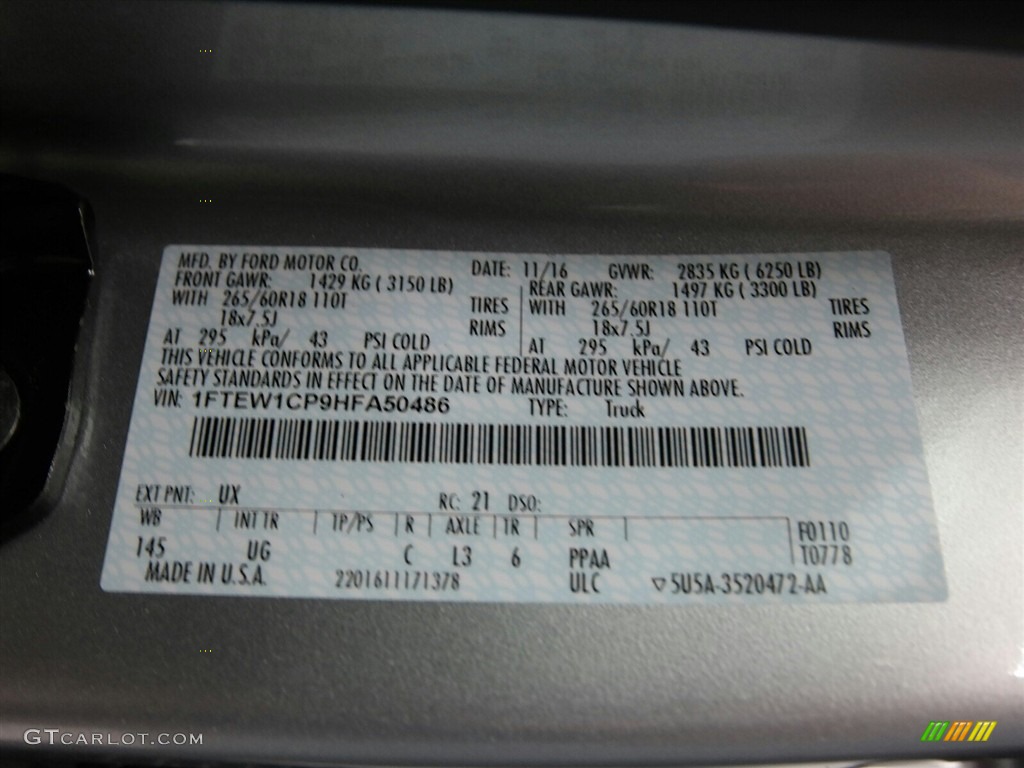 MFD. BY FORD MOTOR CO. DATE: 11/16 GVWR: 2835 KG ( 6250 LB)
FRONT GAWR: 1429 KG ( 3150 LB) REAR GAWR: 1497 KG ( 3300 LB)
WITH 265/60R18 110T TIRES WITH 265/60R18 110T TIRES
18x7.5J RIMS 18x7.5J RIMS
AT 295 kPa/ 43 PSI COLD AT 295 kPa/ 43 PSI COLD
THIS VEHICLE CONFORMS TO ALL APPLICABLE FEDERAL MOTOR VEHICLE
SAFETY STANDARDS IN EFFECT ON THE DATE OF MANUFACTURE SHOWN ABOVE.
VIN: 1FTEW1CP9HFA50486 TYPE: Truck
EXT PNT: UX RC: 21 DSO:
WB INT TR TP/PS R AXLE TR SPR F0110
145 UG C L3 6 PPAA T0778
MADE IN U.S.A. 2201611171378 ULC ▽5U5A-3520472-AA
GTCARLOT.COM